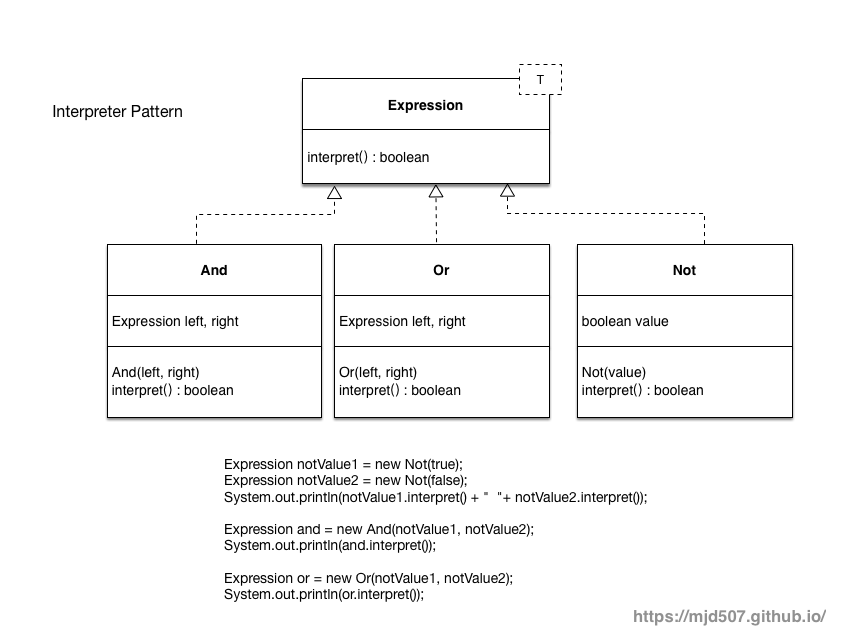 T
Expression
Interpreter Pattern
interpret() : boolean
And
Expression left, right
And(left, right)
interpret() : boolean
Or
Expression left, right
Or(left, right)
interpret() : boolean
Not
boolean value
Not(value)
interpret() : boolean
Expression notValue1 = new Not(true);
Expression notValue2 = new Not(false);
System.out.println(notValue1.interpret() + "  "+ notValue2.interpret());
Expression and = new And(notValue1, notValue2);
System.out.println(and.interpret());
Expression or = new Or(notValue1, notValue2);
System.out.println(or.interpret());
https://mjd507.github.io/